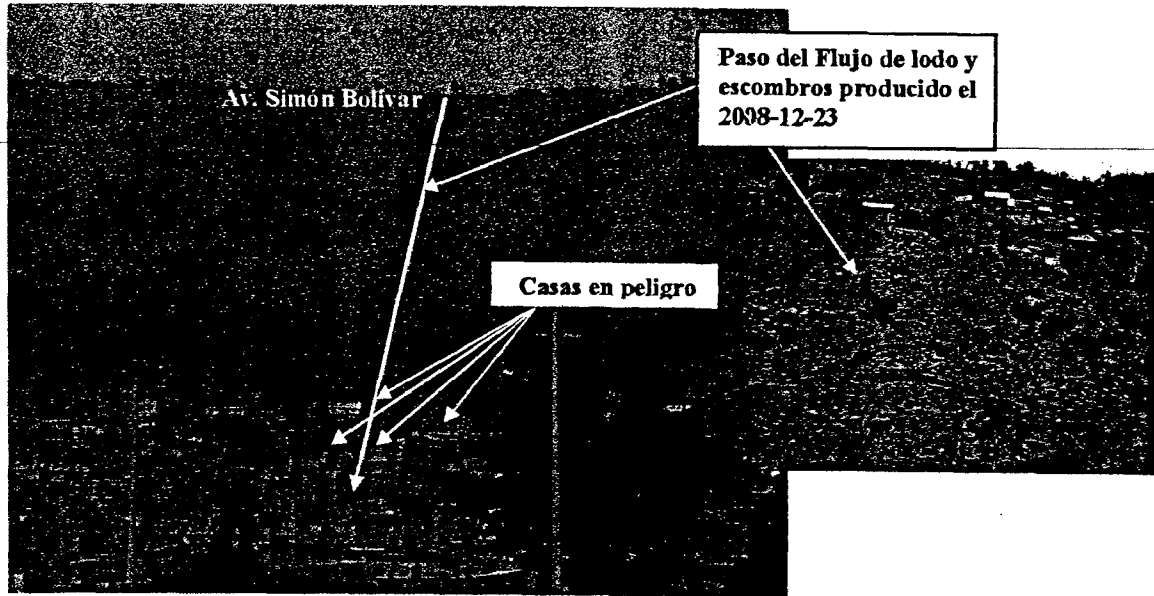 Av. Simón Bolívar
Paso del Flujo de lodo y
escombros producido el
2008-12-23
Casas en peligro